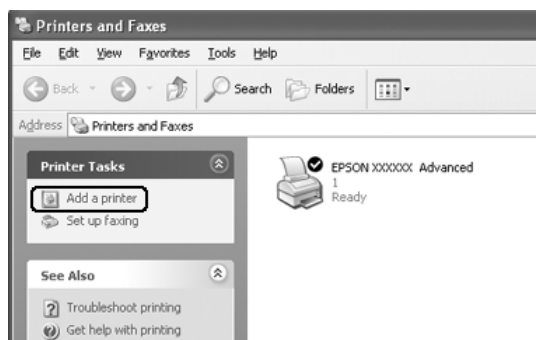 Printers and Faxes
File Edit View Favorites Tools Help
Back Search Folders
Address Printers and Faxes
Printer Tasks
Add a printer
Set up faxing
See Also
Troubleshoot printing
Get help with printing
EPSON XXXXXX Advanced
1
Ready